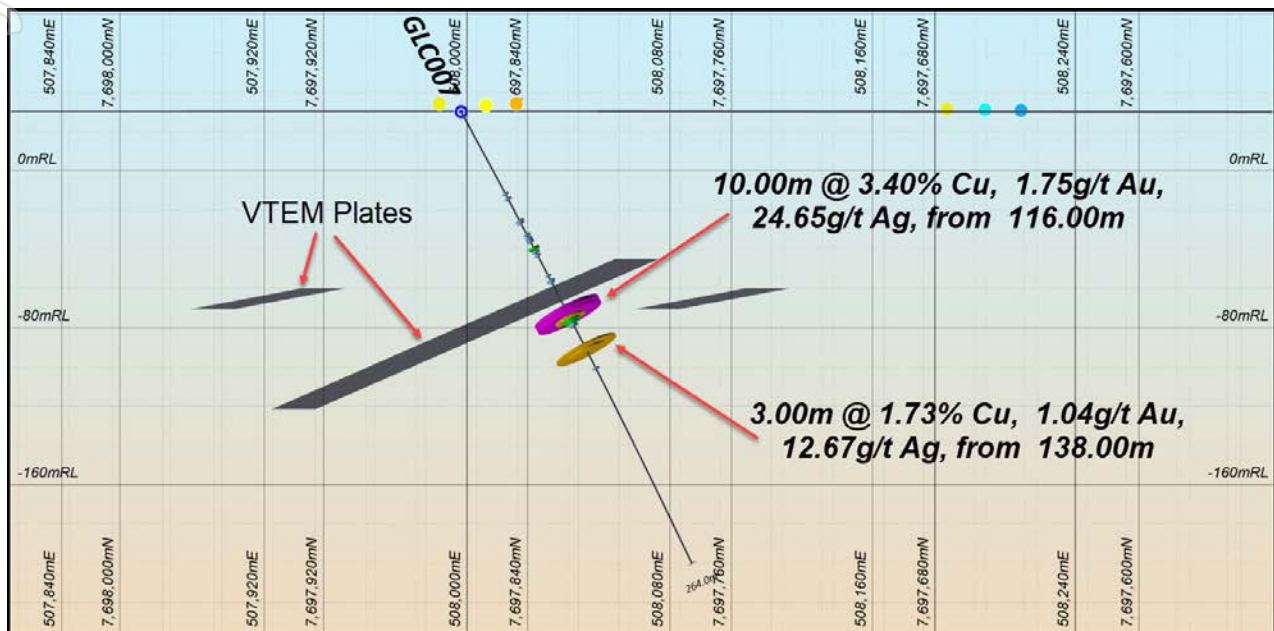 507,840mE
7,698,000mN
507,920mE
7,697,920mN
GLC007
508,000mE
7,697,840mN
508,080mE
7,697,760mN
508,160mE
7,697,680mN
508,240mE
7,697,600mN
0mRL
0mRL
10.00m @ 3.40% Cu, 1.75g/t Au,
24.65g/t Ag, from 116.00m
VTEM Plates
-80mRL
-80mRL
3.00m @ 1.73% Cu, 1.04g/t Au,
12.67g/t Ag, from 138.00m
-160mRL
-160mRL
507,840mE
7,698,000mN
507,920mE
7,697,920mN
508,000mE
7,697,840mN
264.0m
508,080mE
7,697,760mN
508,160mE
7,697,680mN
508,240mE
7,697,600mN